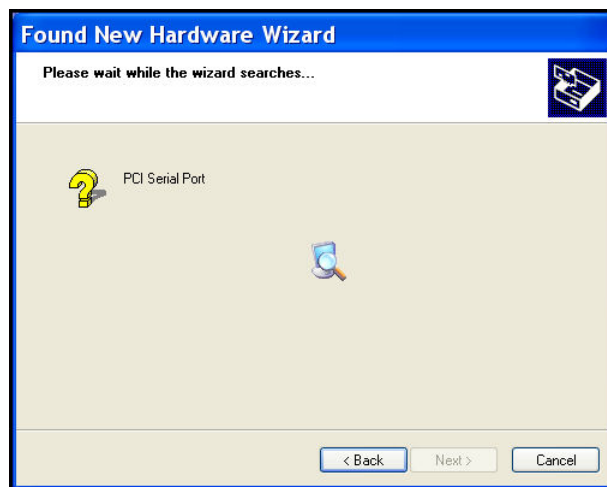 Found New Hardware Wizard
Please wait while the wizard searches...
PCI Serial Port
< Back Next > Cancel